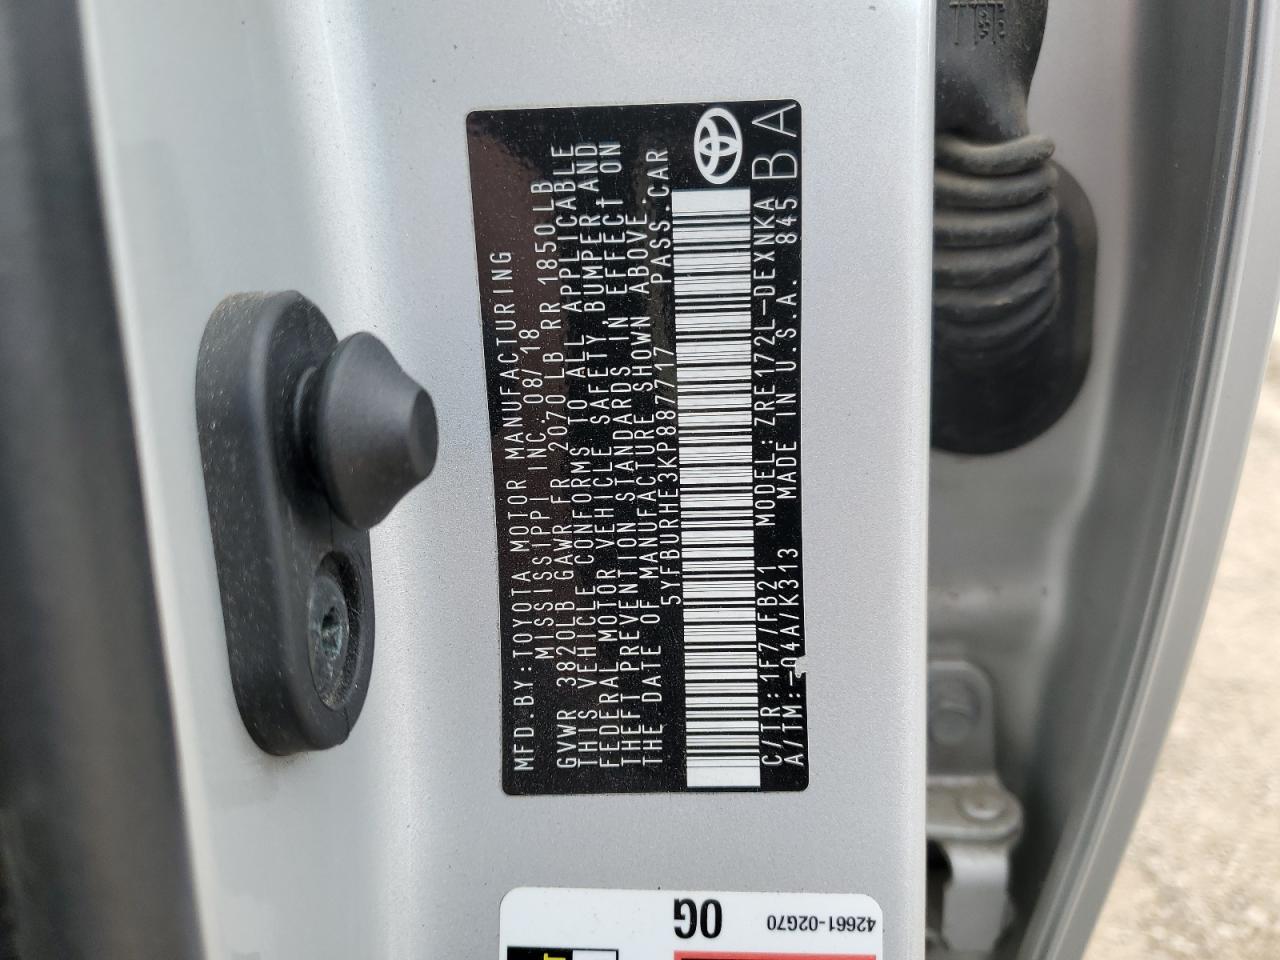 MFD.BY:TOYOTA MOTOR MANUFACTURING
MISSISSIPPI INC. 08/18
GVWR 3820LB GAWR FR 2070LB RR 1850LB
THIS VEHICLE CONFORMS TO ALL APPLICABLE
FEDERAL MOTOR VEHICLE SAFETY,BUMPER,AND
THEFT PREVENTION STANDARDS IN EFFECT ON
THE DATE OF MANUFACTURE SHOWN ABOVE.
5YFBURHE3KP887717 PASS.CAR
C/TR:1F7/FB21 MODEL:ZRE172L-DEXNKA
A/TM:-04A/K313 MADE IN U.S.A. 845
BA
0G
42661-02G70